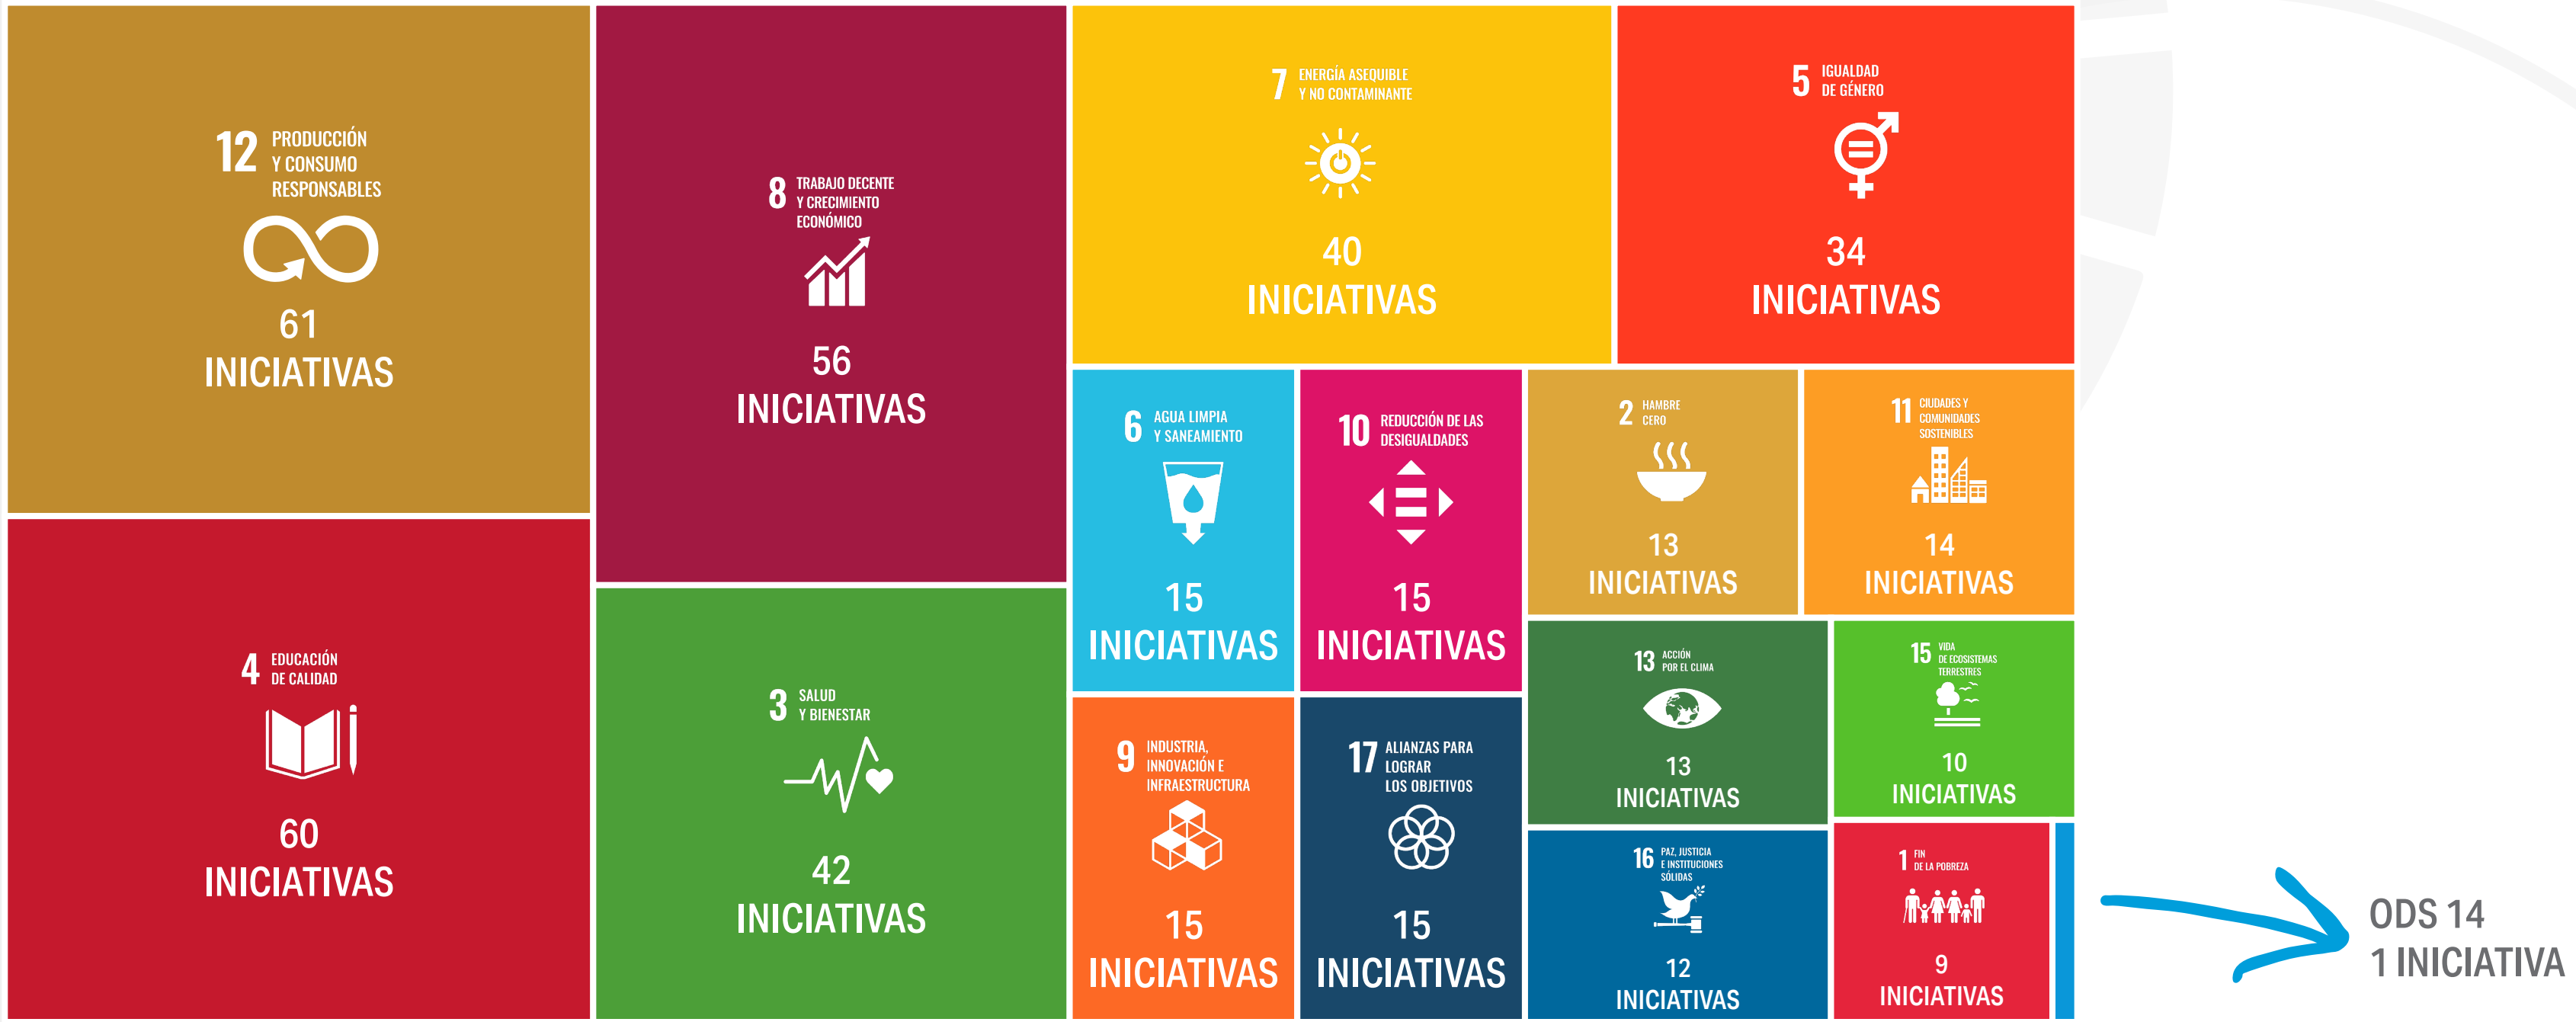 12 PRODUCCIÓN
Y CONSUMO
RESPONSABLES
61
INICIATIVAS
4 EDUCACIÓN
DE CALIDAD
60
INICIATIVAS
8 TRABAJO DECENTE
Y CRECIMIENTO
ECONÓMICO
56
INICIATIVAS
3 SALUD
Y BIENESTAR
42
INICIATIVAS
7 ENERGÍA ASEQUIBLE
Y NO CONTAMINANTE
40
INICIATIVAS
5 IGUALDAD
DE GÉNERO
34
INICIATIVAS
6 AGUA LIMPIA
Y SANEAMIENTO
15
INICIATIVAS
10 REDUCCIÓN DE LAS
DESIGUALDADES
15
INICIATIVAS
9 INDUSTRIA,
INNOVACIÓN E
INFRAESTRUCTURA
15
INICIATIVAS
17 ALIANZAS PARA
LOGRAR
LOS OBJETIVOS
15
INICIATIVAS
2 HAMBRE
CERO
13
INICIATIVAS
11 CIUDADES Y
COMUNIDADES
SOSTENIBLES
14
INICIATIVAS
13 ACCIÓN
POR EL CLIMA
13
INICIATIVAS
15 VIDA
DE ECOSISTEMAS
TERRESTRES
10
INICIATIVAS
16 PAZ, JUSTICIA
E INSTITUCIONES
SÓLIDAS
12
INICIATIVAS
1 FIN
DE LA POBREZA
9
INICIATIVAS
ODS 14
1 INICIATIVA